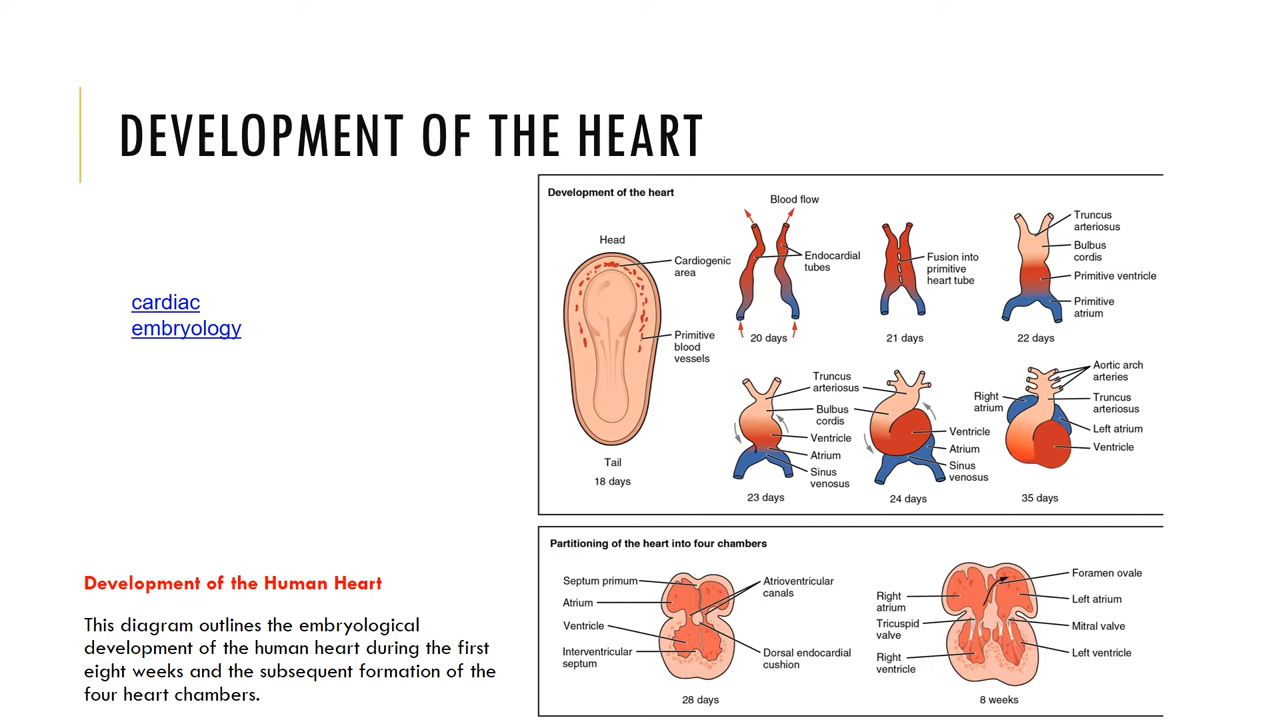 DEVELOPMENT OF THE HEART
cardiac
embryology
Development of the Human Heart
This diagram outlines the embryological
development of the human heart during the first
eight weeks and the subsequent formation of the
four heart chambers.
Development of the heart
Head
Cardiogenic
area
Primitive
blood
vessels
Tail
18 days
Blood flow
Endocardial
tubes
20 days
Fusion into
primitive
heart tube
21 days
Truncus
arteriosus
Bulbus
cordis
Primitive ventricle
Primitive
atrium
22 days
Truncus
arteriosus
Bulbus
cordis
Ventricle
Atrium
Sinus
venosus
23 days
Ventricle
Atrium
Sinus
venosus
24 days
Aortic arch
arteries
Right
atrium
Truncus
arteriosus
Left atrium
Ventricle
35 days
Partitioning of the heart into four chambers
Septum primum
Atrium
Ventricle
Interventricular
septum
Atrioventricular
canals
Dorsal endocardial
cushion
28 days
Right
atrium
Tricuspid
valve
Right
ventricle
Foramen ovale
Left atrium
Mitral valve
Left ventricle
8 weeks